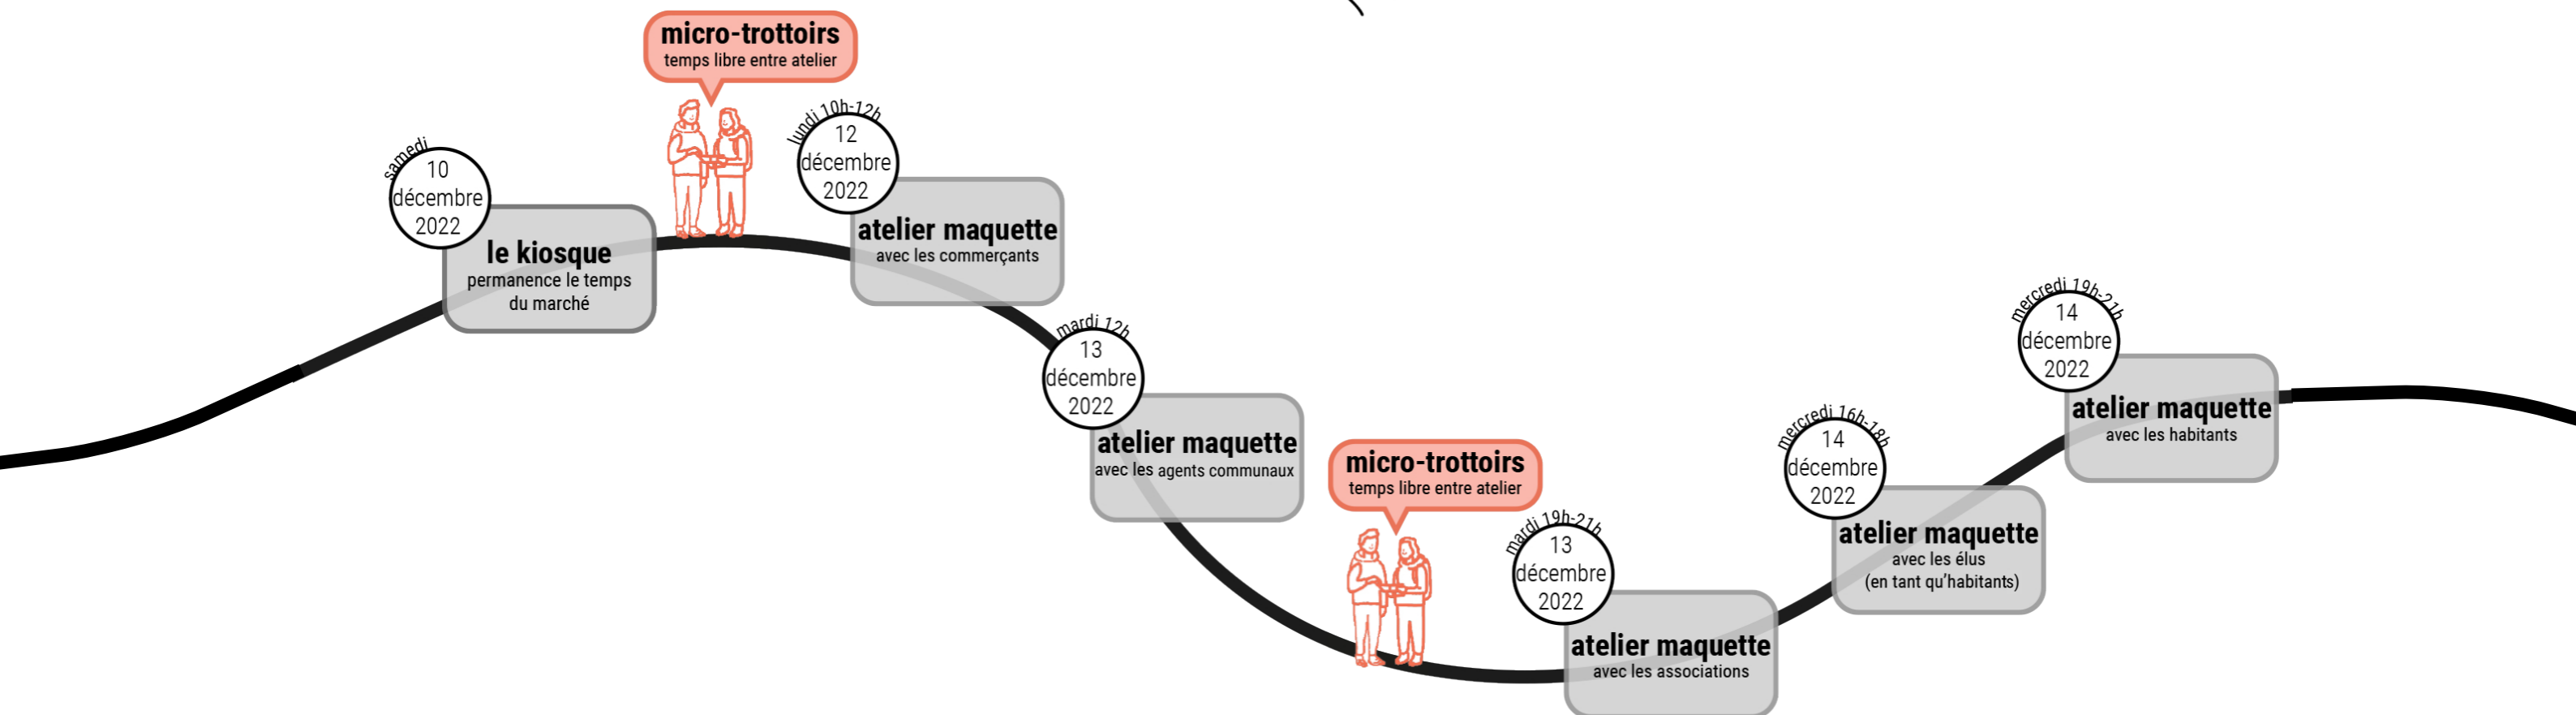 samedi
10
décembre
2022
le kiosque
permanence le temps
du marché
micro-trottoirs
temps libre entre atelier
lundi 10h-12h
12
décembre
2022
atelier maquette
avec les commerçants
mardi 12h
13
décembre
2022
atelier maquette
avec les agents communaux
micro-trottoirs
temps libre entre atelier
mardi 19h-21h
13
décembre
2022
atelier maquette
avec les associations
mercredi 16h-18h
14
décembre
2022
atelier maquette
avec les élus
(en tant qu'habitants)
mercredi 19h-21h
14
décembre
2022
atelier maquette
avec les habitants